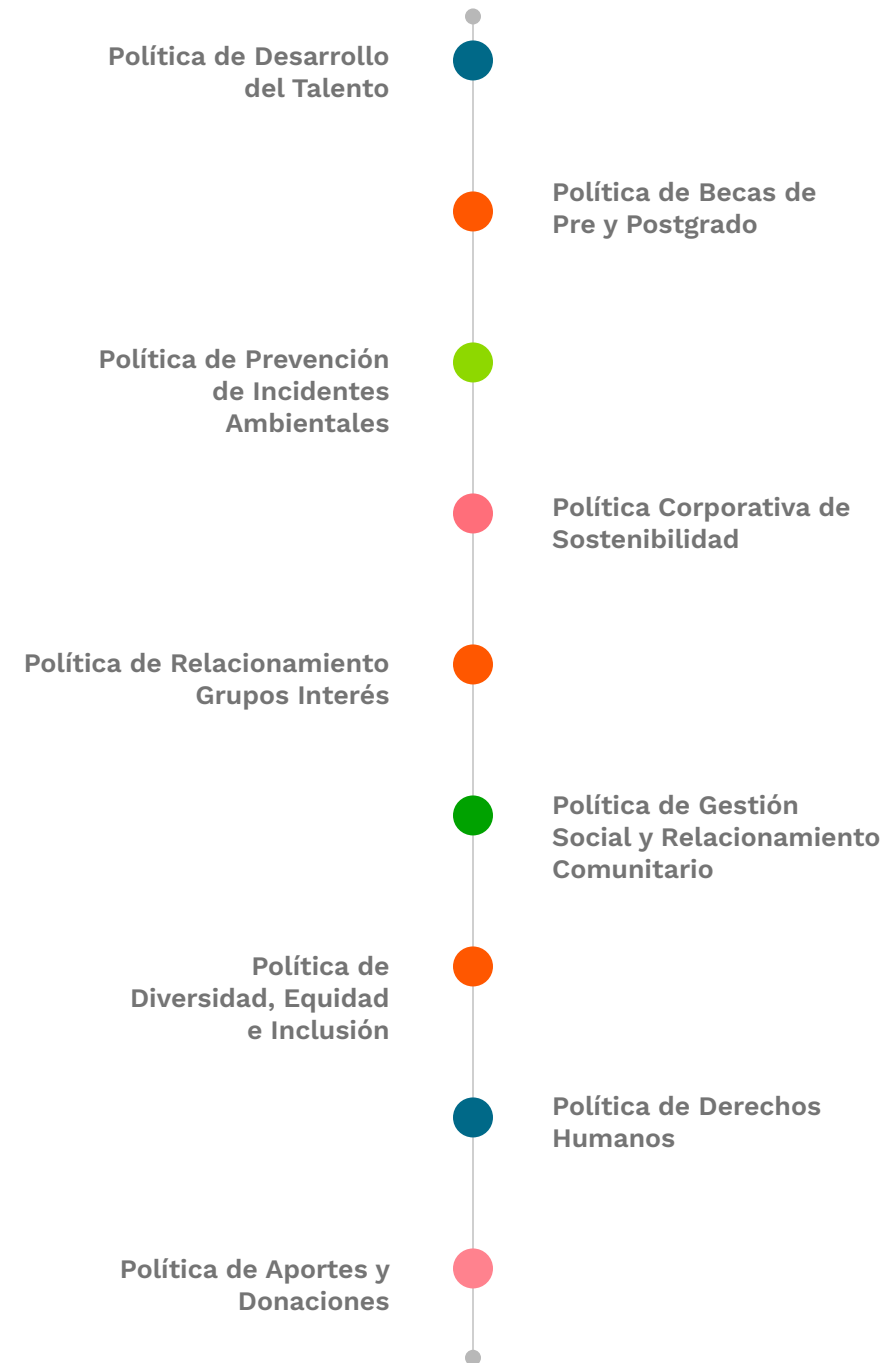 Política de Desarrollo
del Talento
Política de Becas de
Pre y Postgrado
Política de Prevención
de Incidentes
Ambientales
Política Corporativa de
Sostenibilidad
Política de Relacionamiento
Grupos Interés
Política de Gestión
Social y Relacionamiento
Comunitario
Política de
Diversidad, Equidad
e Inclusión
Política de Derechos
Humanos
Política de Aportes y
Donaciones